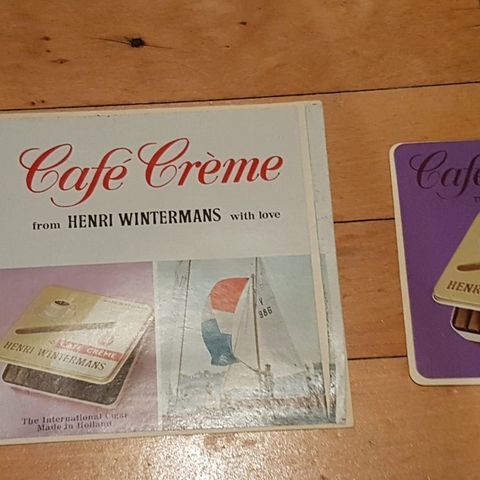 Café Crème
from HENRI WINTERMANS with love
CAFÉ CRÈME
HENRI WINTERMANS
The International Cigar
Made in Holland
986
Café
HENRI